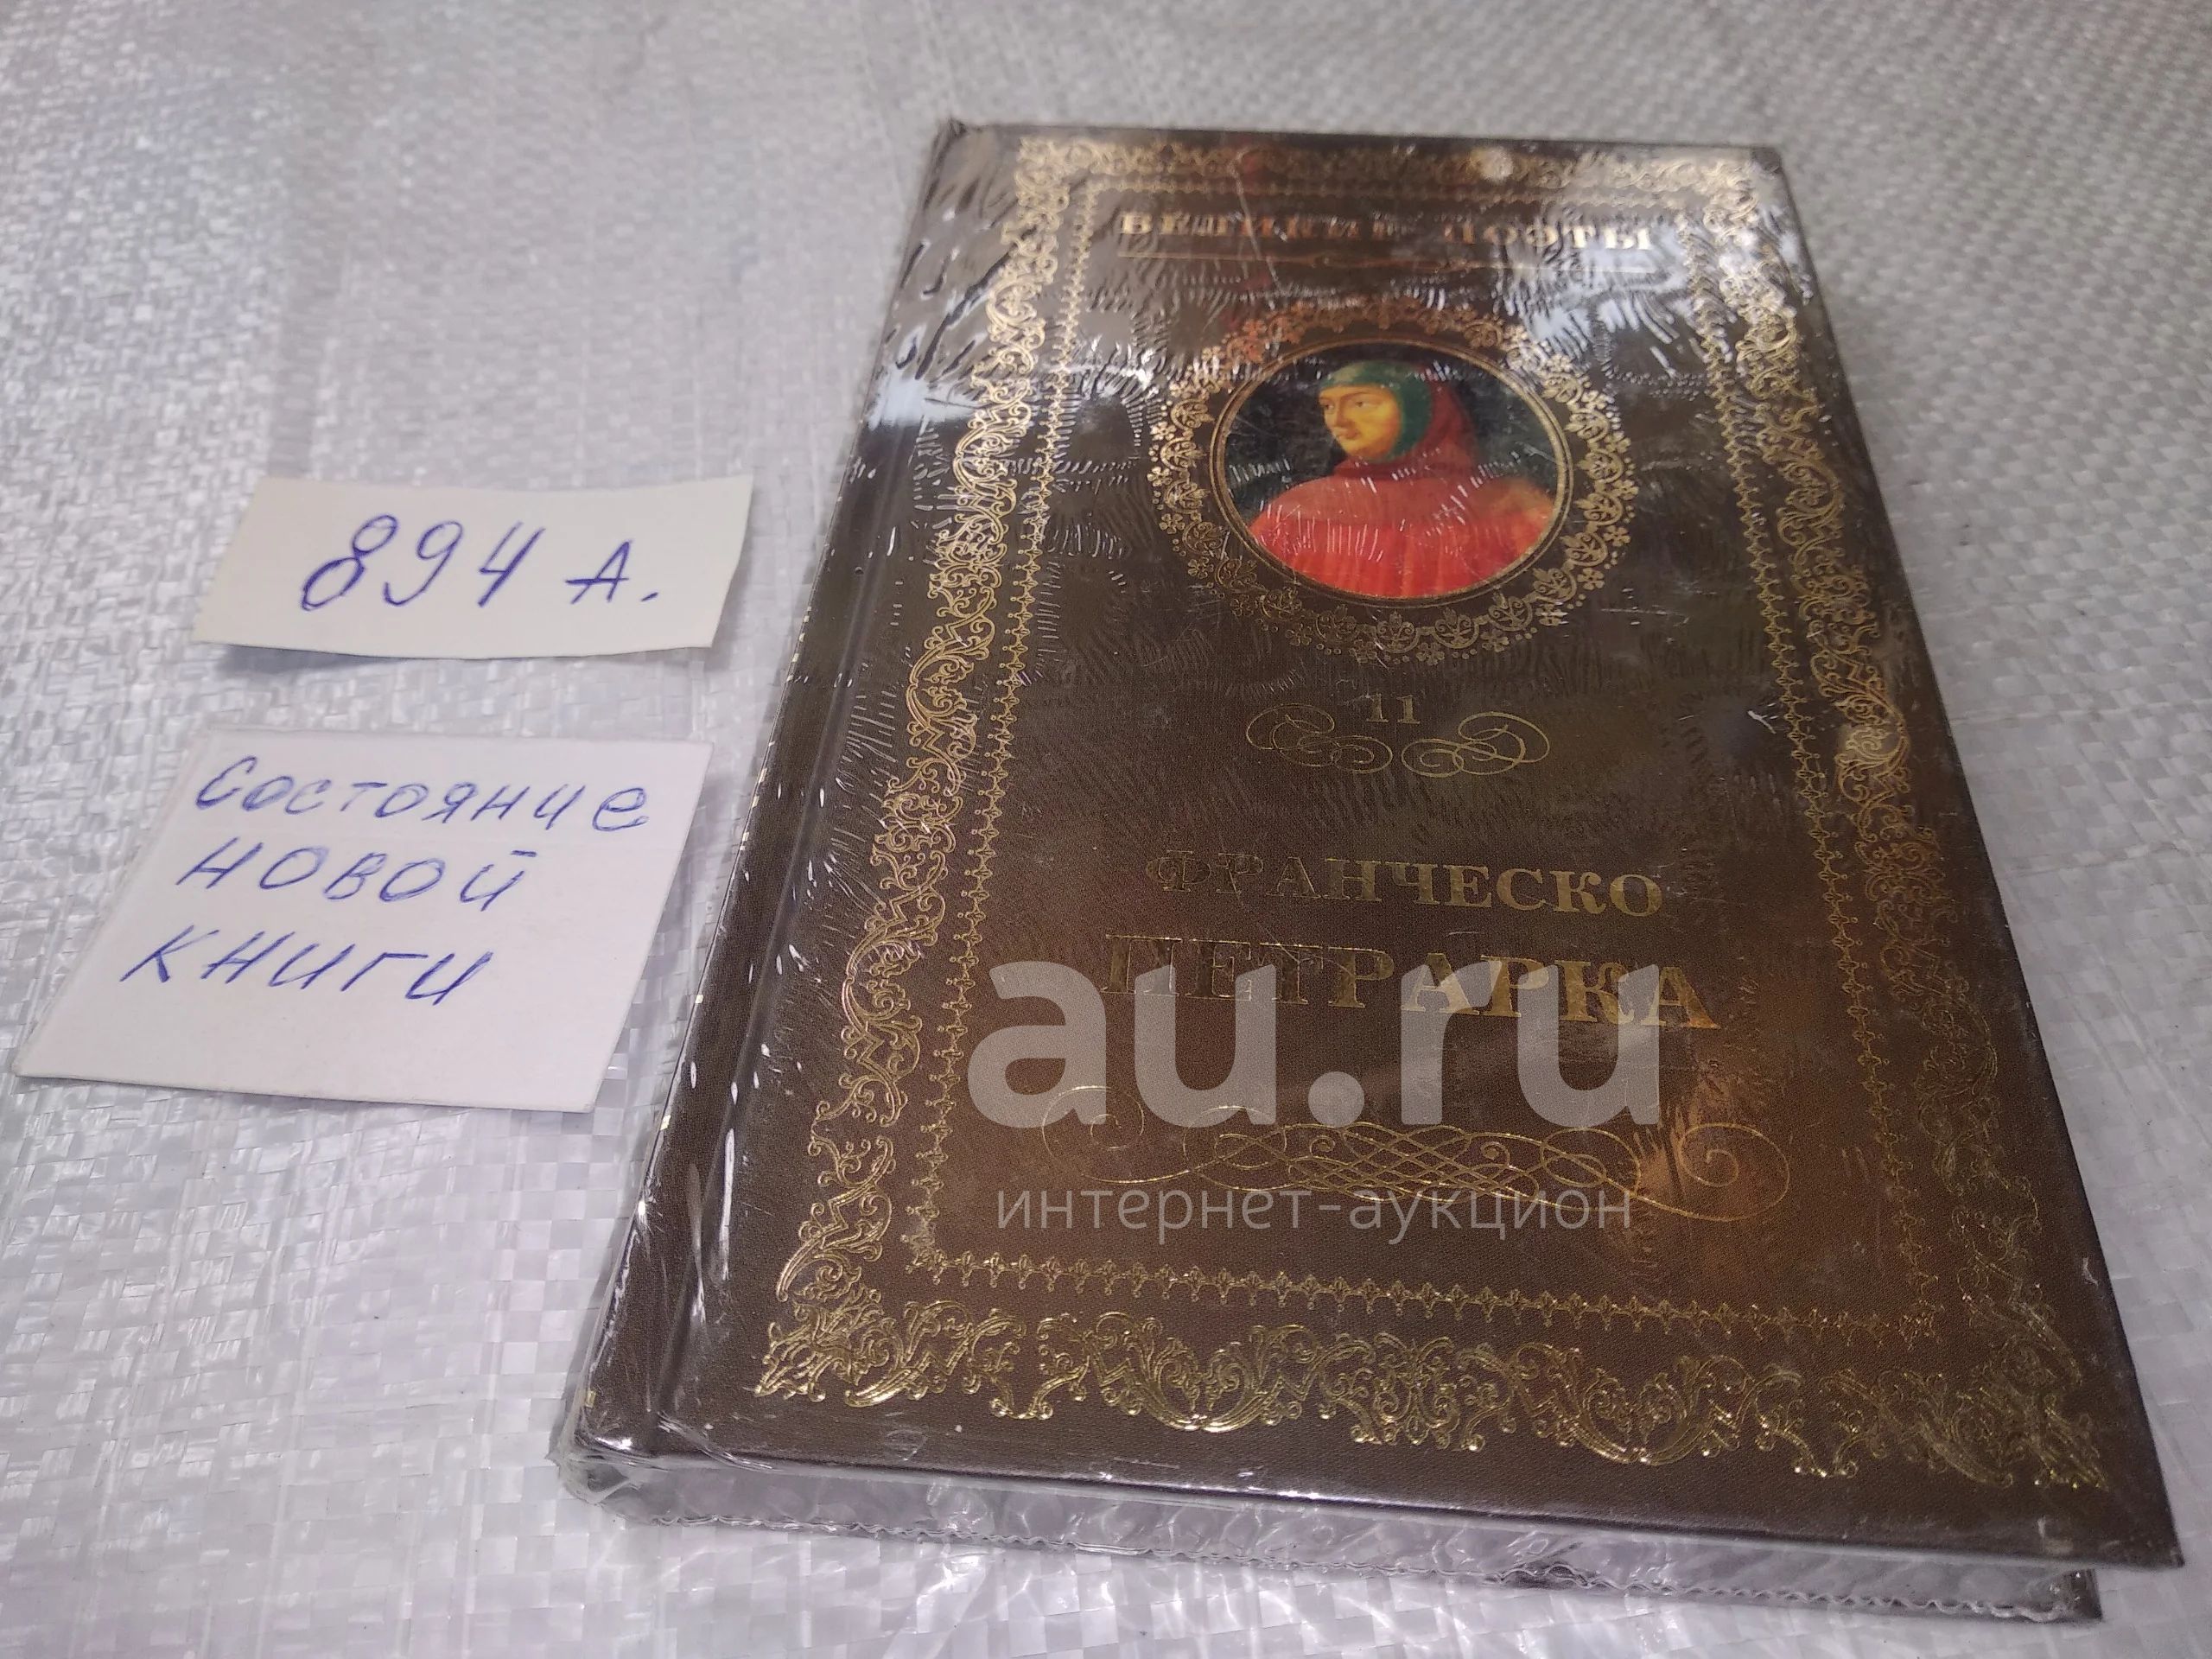 894 А.
Состояние
новой
книги
ВЕЛИКИЕ ПОЭТЫ
11
ФРАНЧЕСКО
ПЕТРАРКА
au.ru
интернет-аукцион